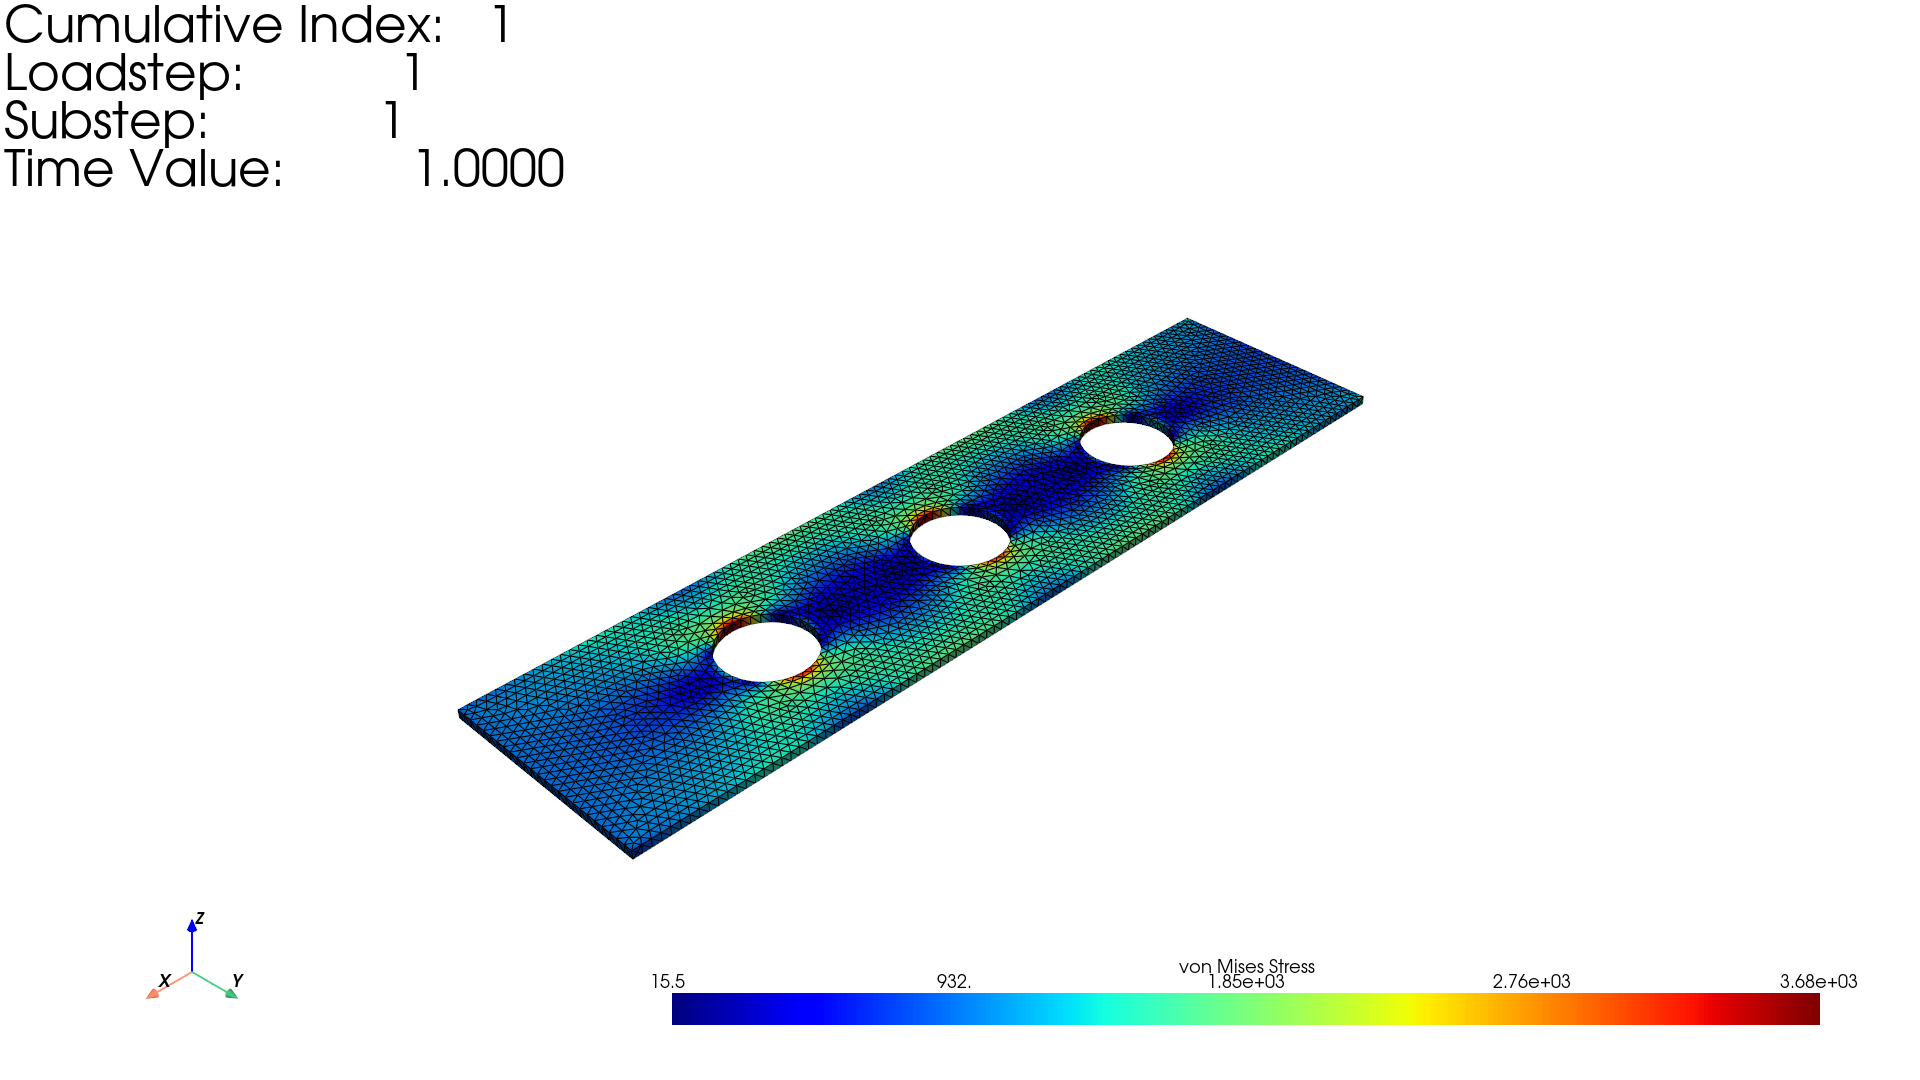 Cumulative Index: 1
Loadstep: 1
Substep: 1
Time Value: 1.0000
Z
X Y
von Mises Stress
15.5 932. 1.85e+03 2.76e+03 3.68e+03